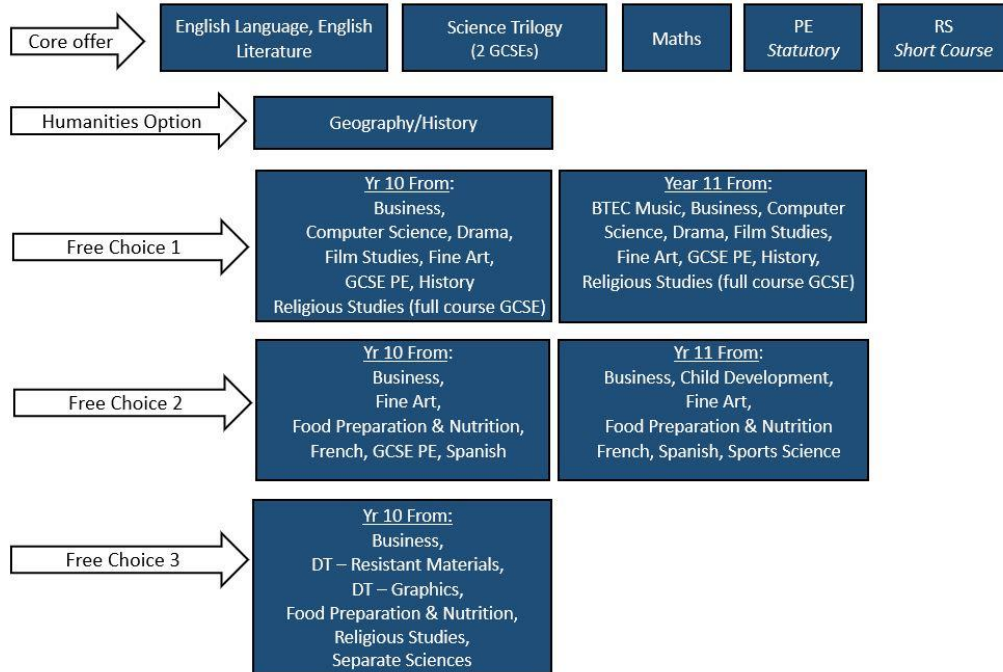 Core offer
English Language, English
Literature
Science Trilogy
(2 GCSEs)
Maths
PE
Statutory
RS
Short Course
Humanities Option
Geography/History
Free Choice 1
Yr 10 From:
Business,
Computer Science, Drama,
Film Studies, Fine Art,
GCSE PE, History
Religious Studies (full course GCSE)
Year 11 From:
BTEC Music, Business, Computer
Science, Drama, Film Studies,
Fine Art, GCSE PE, History,
Religious Studies (full course GCSE)
Free Choice 2
Yr 10 From:
Business,
Fine Art,
Food Preparation & Nutrition,
French, GCSE PE, Spanish
Yr 11 From:
Business, Child Development,
Fine Art,
Food Preparation & Nutrition
French, Spanish, Sports Science
Free Choice 3
Yr 10 From:
Business,
DT – Resistant Materials,
DT – Graphics,
Food Preparation & Nutrition,
Religious Studies,
Separate Sciences